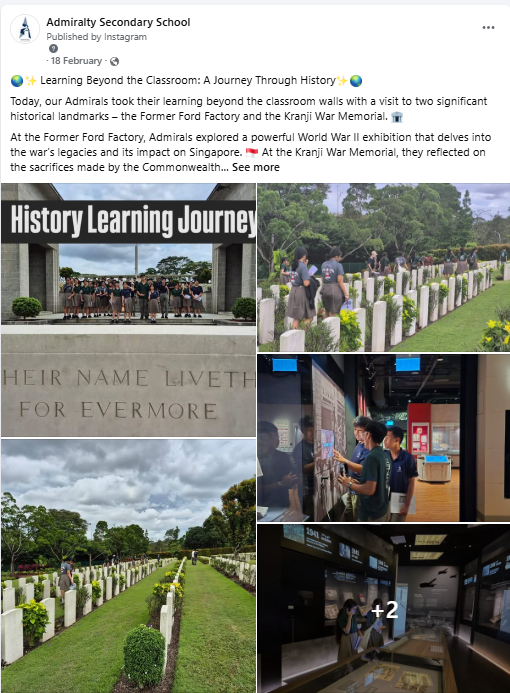 Admiralty Secondary School
Published by Instagram
· 18 February ·
🌏✨ Learning Beyond the Classroom: A Journey Through History✨🌏
Today, our Admirals took their learning beyond the classroom walls with a visit to two significant
historical landmarks – the Former Ford Factory and the Kranji War Memorial. 🏛️
At the Former Ford Factory, Admirals explored a powerful World War II exhibition that delves into
the war's legacies and its impact on Singapore. 🇸🇬 At the Kranji War Memorial, they reflected on
the sacrifices made by the Commonwealth... See more
History Learning Journey
HEIR NAME LIVETH
FOR EVERMORE
1941
1941
1942
+2